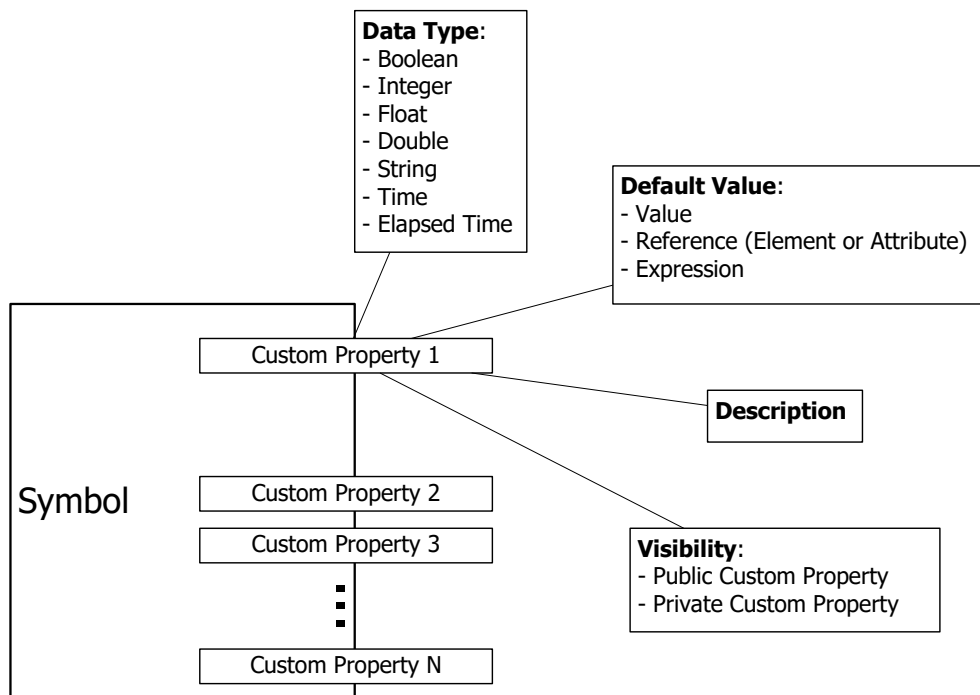 Data Type:
- Boolean
- Integer
- Float
- Double
- String
- Time
- Elapsed Time
Default Value:
- Value
- Reference (Element or Attribute)
- Expression
Custom Property 1
Description
Symbol
Custom Property 2
Custom Property 3
Visibility:
- Public Custom Property
- Private Custom Property
Custom Property N